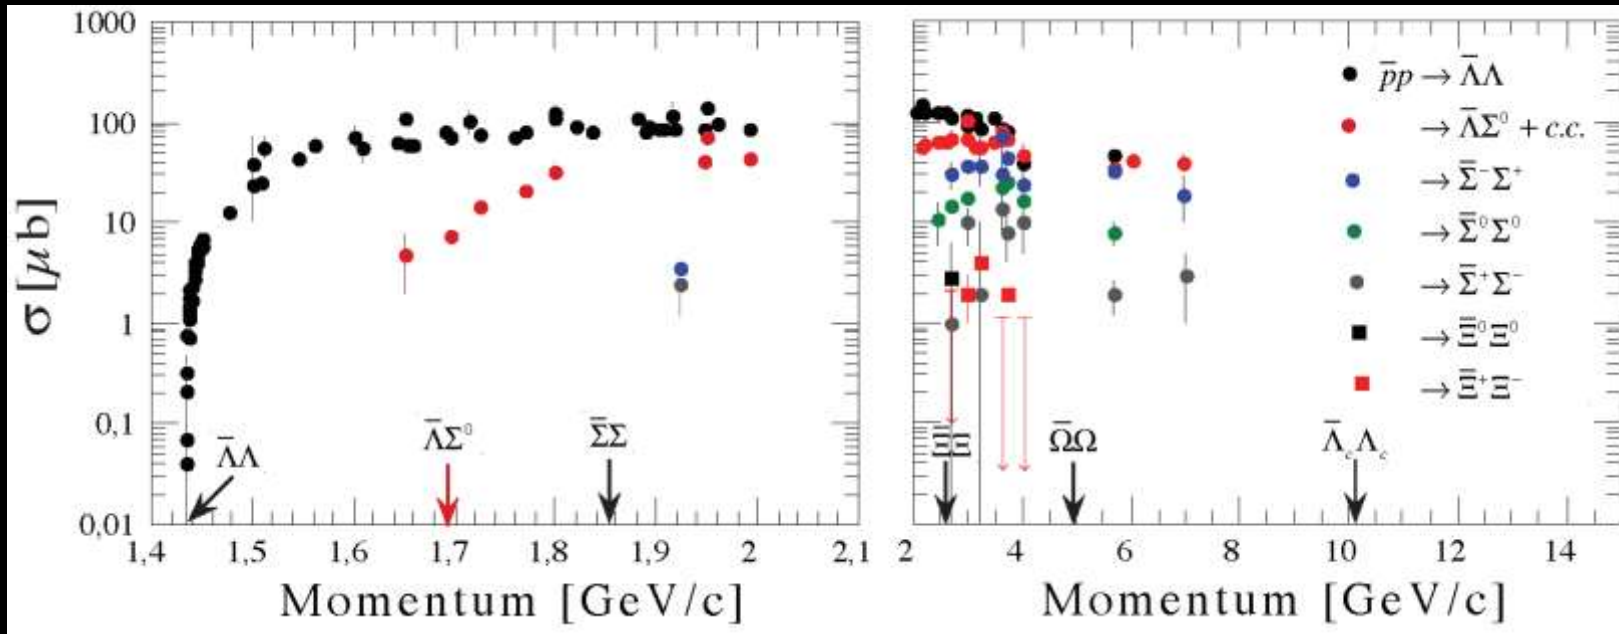 σ [μb]
1000
100
10
1
0,1
0,01
Λ̅Λ
Λ̅Σ⁰
Σ̅Σ
1,4 1,5 1,6 1,7 1,8 1,9 2 2,1
Momentum [GeV/c]
p̅p → Λ̅Λ
→ Λ̅Σ⁰ + c.c.
→ Σ̅⁻Σ⁺
→ Σ̅⁰Σ⁰
→ Σ̅⁺Σ⁻
→ Ξ̅⁰Ξ⁰
→ Ξ̅⁺Ξ⁻
Ξ̅Ξ
Ω̅Ω
Λ̅cΛc
2 4 6 8 10 12 14
Momentum [GeV/c]